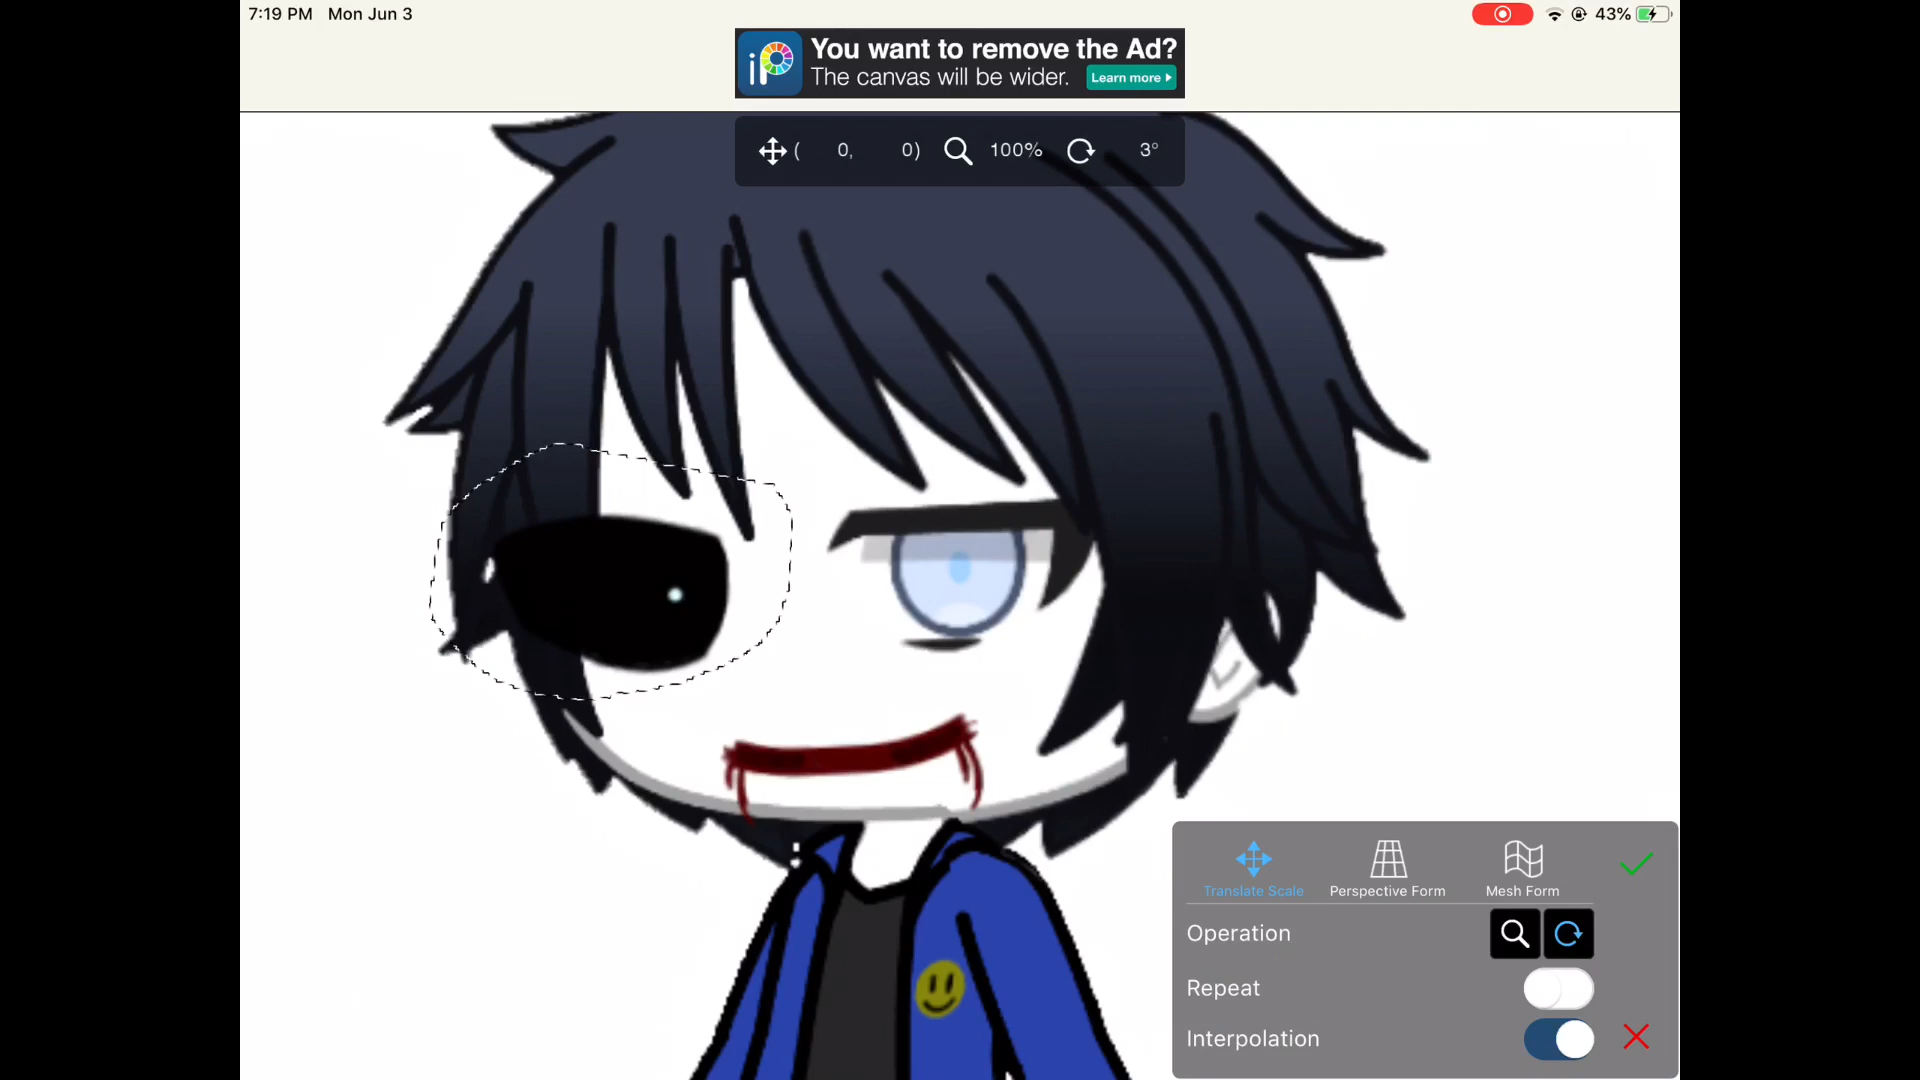 7:19 PM Mon Jun 3
43%
iP
You want to remove the Ad?
The canvas will be wider. Learn more
( 0, 0) 100% 3°
Translate Scale Perspective Form Mesh Form
Operation
Repeat
Interpolation